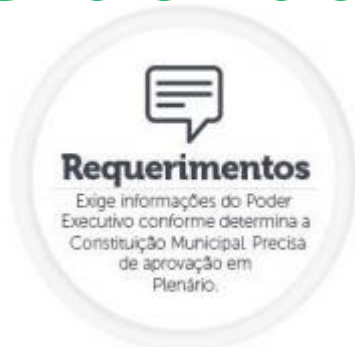 Requerimentos
Exige informações do Poder
Executivo conforme determina a
Constituição Municipal. Precisa
de aprovação em
Plenário.